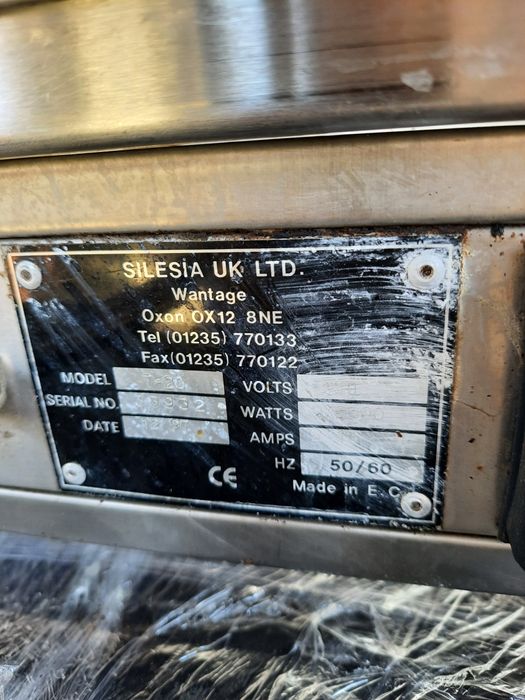 SILESIA UK LTD.
Wantage
Oxon OX12 8NE
Tel (01235) 770133
Fax (01235) 770122
MODEL
SERIAL NO.
DATE
VOLTS
WATTS
AMPS
HZ 50/60
CE
Made in E.C.